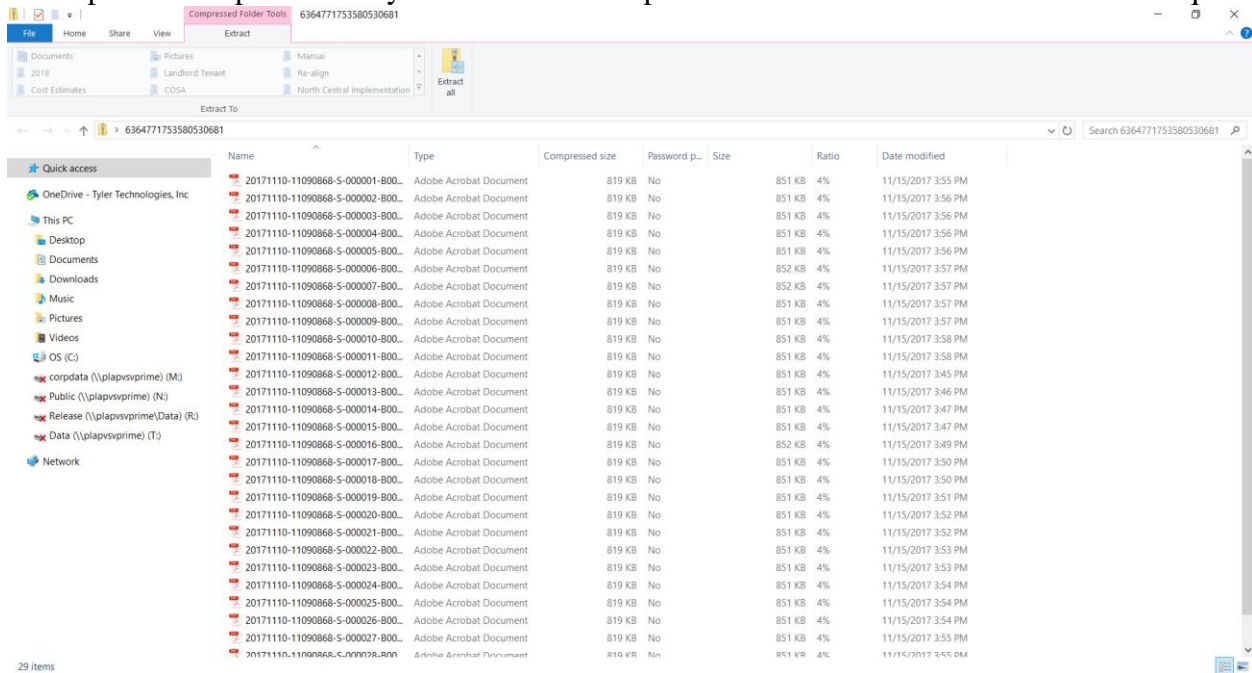 Compressed Folder Tools 6364771753580530681
File Home Share View Extract
Documents Pictures Mansai
2018 Landlord Tenant Re-align
Cost Estimates COSA North Central Implementation
Extract all
Extract To
> 6364771753580530681 Search 6364771753580530681
Name Type Compressed size Password p... Size Ratio Date modified
Quick access
OneDrive - Tyler Technologies, Inc
This PC
Desktop
Documents
Downloads
Music
Pictures
Videos
OS (C:)
corpdata (\\plapvsvprime) (M:)
Public (\\plapvsvprime) (N:)
Release (\\plapvsvprime\Data) (R:)
Data (\\plapvsvprime) (T:)
Network
20171110-11090868-S-000001-B00... Adobe Acrobat Document 819 KB No 851 KB 4% 11/15/2017 3:55 PM
20171110-11090868-S-000002-B00... Adobe Acrobat Document 819 KB No 851 KB 4% 11/15/2017 3:56 PM
20171110-11090868-S-000003-B00... Adobe Acrobat Document 819 KB No 851 KB 4% 11/15/2017 3:56 PM
20171110-11090868-S-000004-B00... Adobe Acrobat Document 819 KB No 851 KB 4% 11/15/2017 3:56 PM
20171110-11090868-S-000005-B00... Adobe Acrobat Document 819 KB No 851 KB 4% 11/15/2017 3:56 PM
20171110-11090868-S-000006-B00... Adobe Acrobat Document 819 KB No 852 KB 4% 11/15/2017 3:57 PM
20171110-11090868-S-000007-B00... Adobe Acrobat Document 819 KB No 852 KB 4% 11/15/2017 3:57 PM
20171110-11090868-S-000008-B00... Adobe Acrobat Document 819 KB No 851 KB 4% 11/15/2017 3:57 PM
20171110-11090868-S-000009-B00... Adobe Acrobat Document 819 KB No 851 KB 4% 11/15/2017 3:57 PM
20171110-11090868-S-000010-B00... Adobe Acrobat Document 819 KB No 851 KB 4% 11/15/2017 3:58 PM
20171110-11090868-S-000011-B00... Adobe Acrobat Document 819 KB No 851 KB 4% 11/15/2017 3:58 PM
20171110-11090868-S-000012-B00... Adobe Acrobat Document 819 KB No 851 KB 4% 11/15/2017 3:45 PM
20171110-11090868-S-000013-B00... Adobe Acrobat Document 819 KB No 851 KB 4% 11/15/2017 3:46 PM
20171110-11090868-S-000014-B00... Adobe Acrobat Document 819 KB No 851 KB 4% 11/15/2017 3:47 PM
20171110-11090868-S-000015-B00... Adobe Acrobat Document 819 KB No 851 KB 4% 11/15/2017 3:47 PM
20171110-11090868-S-000016-B00... Adobe Acrobat Document 819 KB No 852 KB 4% 11/15/2017 3:49 PM
20171110-11090868-S-000017-B00... Adobe Acrobat Document 819 KB No 851 KB 4% 11/15/2017 3:50 PM
20171110-11090868-S-000018-B00... Adobe Acrobat Document 819 KB No 851 KB 4% 11/15/2017 3:50 PM
20171110-11090868-S-000019-B00... Adobe Acrobat Document 819 KB No 851 KB 4% 11/15/2017 3:51 PM
20171110-11090868-S-000020-B00... Adobe Acrobat Document 819 KB No 851 KB 4% 11/15/2017 3:52 PM
20171110-11090868-S-000021-B00... Adobe Acrobat Document 819 KB No 851 KB 4% 11/15/2017 3:52 PM
20171110-11090868-S-000022-B00... Adobe Acrobat Document 819 KB No 851 KB 4% 11/15/2017 3:53 PM
20171110-11090868-S-000023-B00... Adobe Acrobat Document 819 KB No 851 KB 4% 11/15/2017 3:53 PM
20171110-11090868-S-000024-B00... Adobe Acrobat Document 819 KB No 851 KB 4% 11/15/2017 3:54 PM
20171110-11090868-S-000025-B00... Adobe Acrobat Document 819 KB No 851 KB 4% 11/15/2017 3:54 PM
20171110-11090868-S-000026-B00... Adobe Acrobat Document 819 KB No 851 KB 4% 11/15/2017 3:54 PM
20171110-11090868-S-000027-B00... Adobe Acrobat Document 819 KB No 851 KB 4% 11/15/2017 3:55 PM
20171110-11090868-S-000028-B00... Adobe Acrobat Document 819 KB No 851 KB 4% 11/15/2017 3:55 PM
29 items